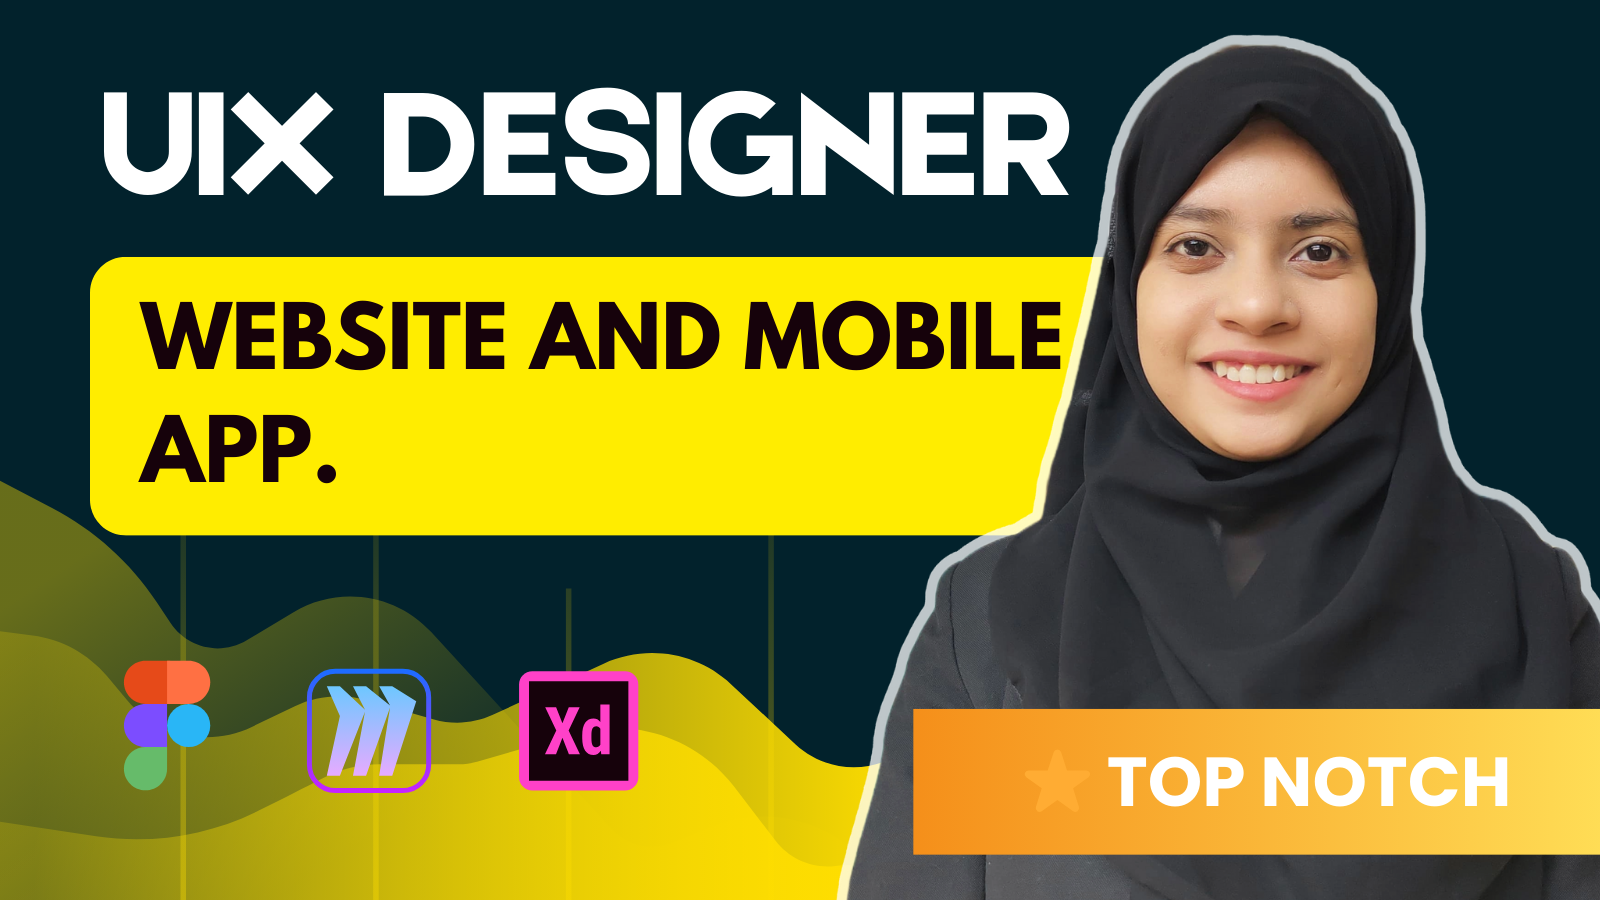 UIX DESIGNER
WEBSITE AND MOBILE
APP.
Xd
TOP NOTCH